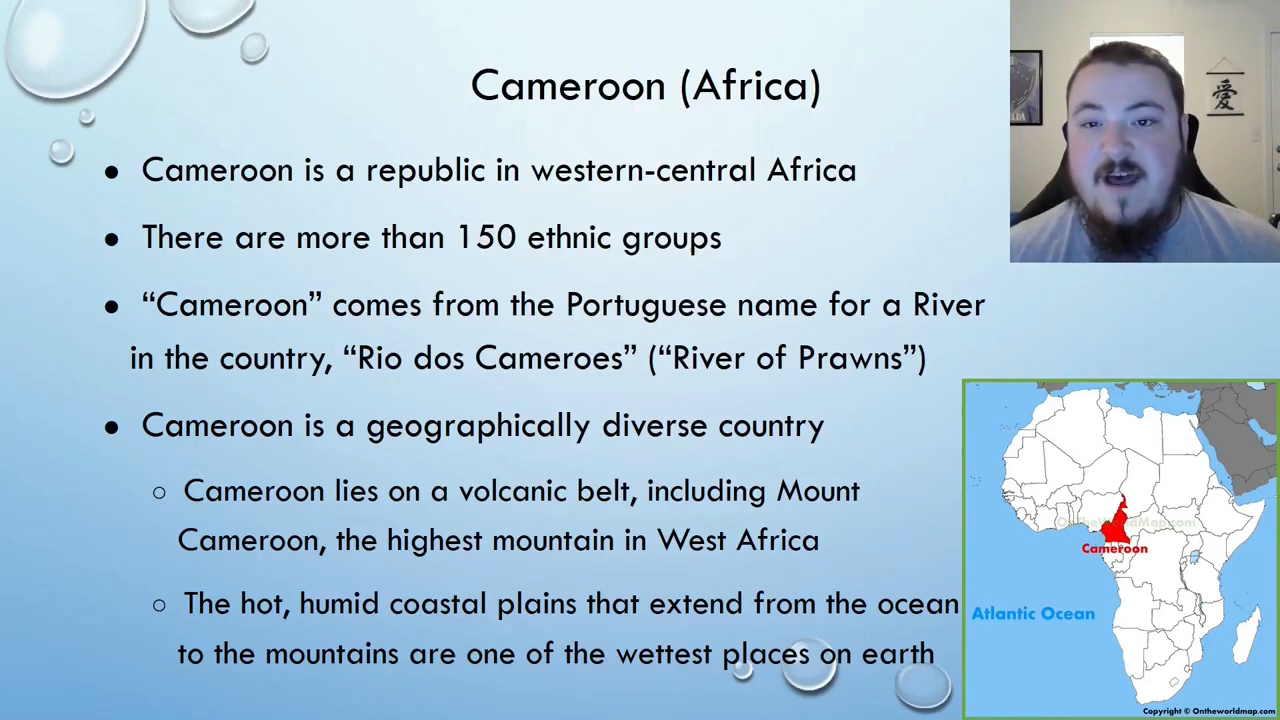 Cameroon (Africa)
● Cameroon is a republic in western-central Africa
● There are more than 150 ethnic groups
● “Cameroon” comes from the Portuguese name for a River
in the country, “Rio dos Cameroes” (“River of Prawns”)
● Cameroon is a geographically diverse country
○ Cameroon lies on a volcanic belt, including Mount
Cameroon, the highest mountain in West Africa
○ The hot, humid coastal plains that extend from the ocean
to the mountains are one of the wettest places on earth
愛
OnTheWorldMap.com
Cameroon
Atlantic Ocean
Copyright © Ontheworldmap.com